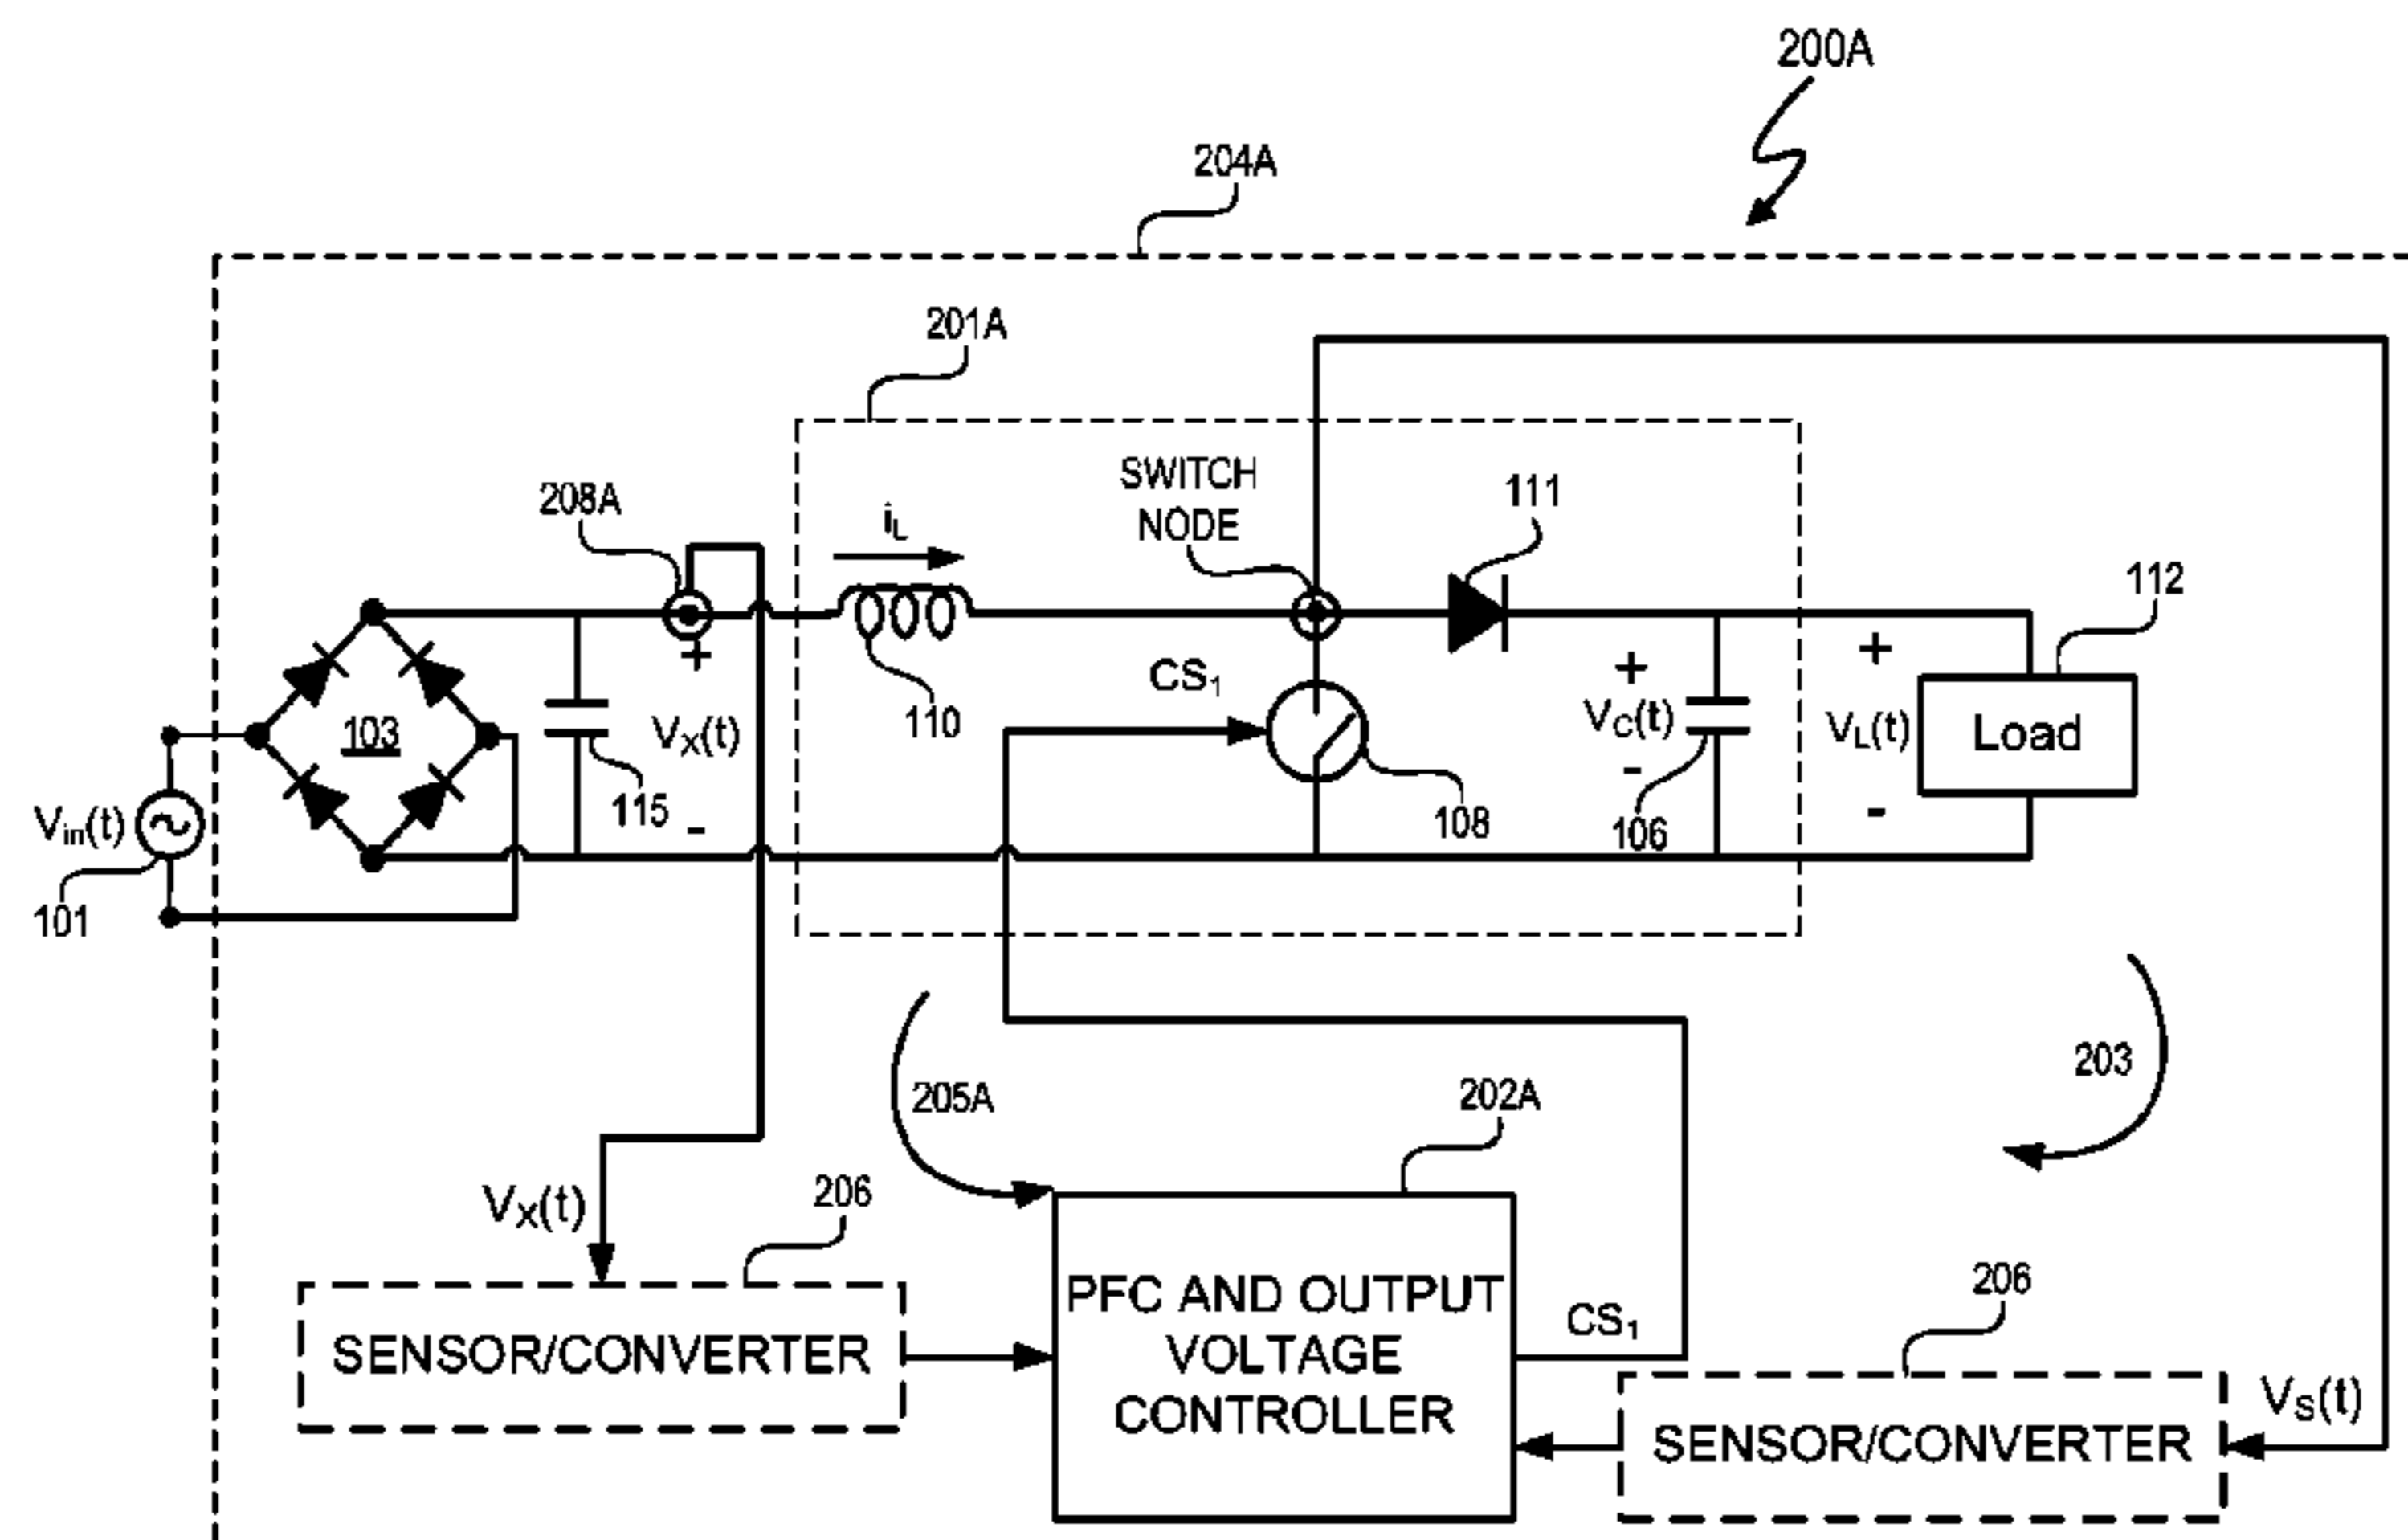 200A
204A
201A
SWITCH
NODE
111
208A
iL
112
+
CS1
+
+
110
103
VX(t)
VC(t)
VL(t)
Load
115
-
-
-
108
106
Vin(t)
101
203
205A
202A
VX(t)
206
206
PFC AND OUTPUT
VOLTAGE
CONTROLLER
CS1
SENSOR/CONVERTER
VS(t)
SENSOR/CONVERTER